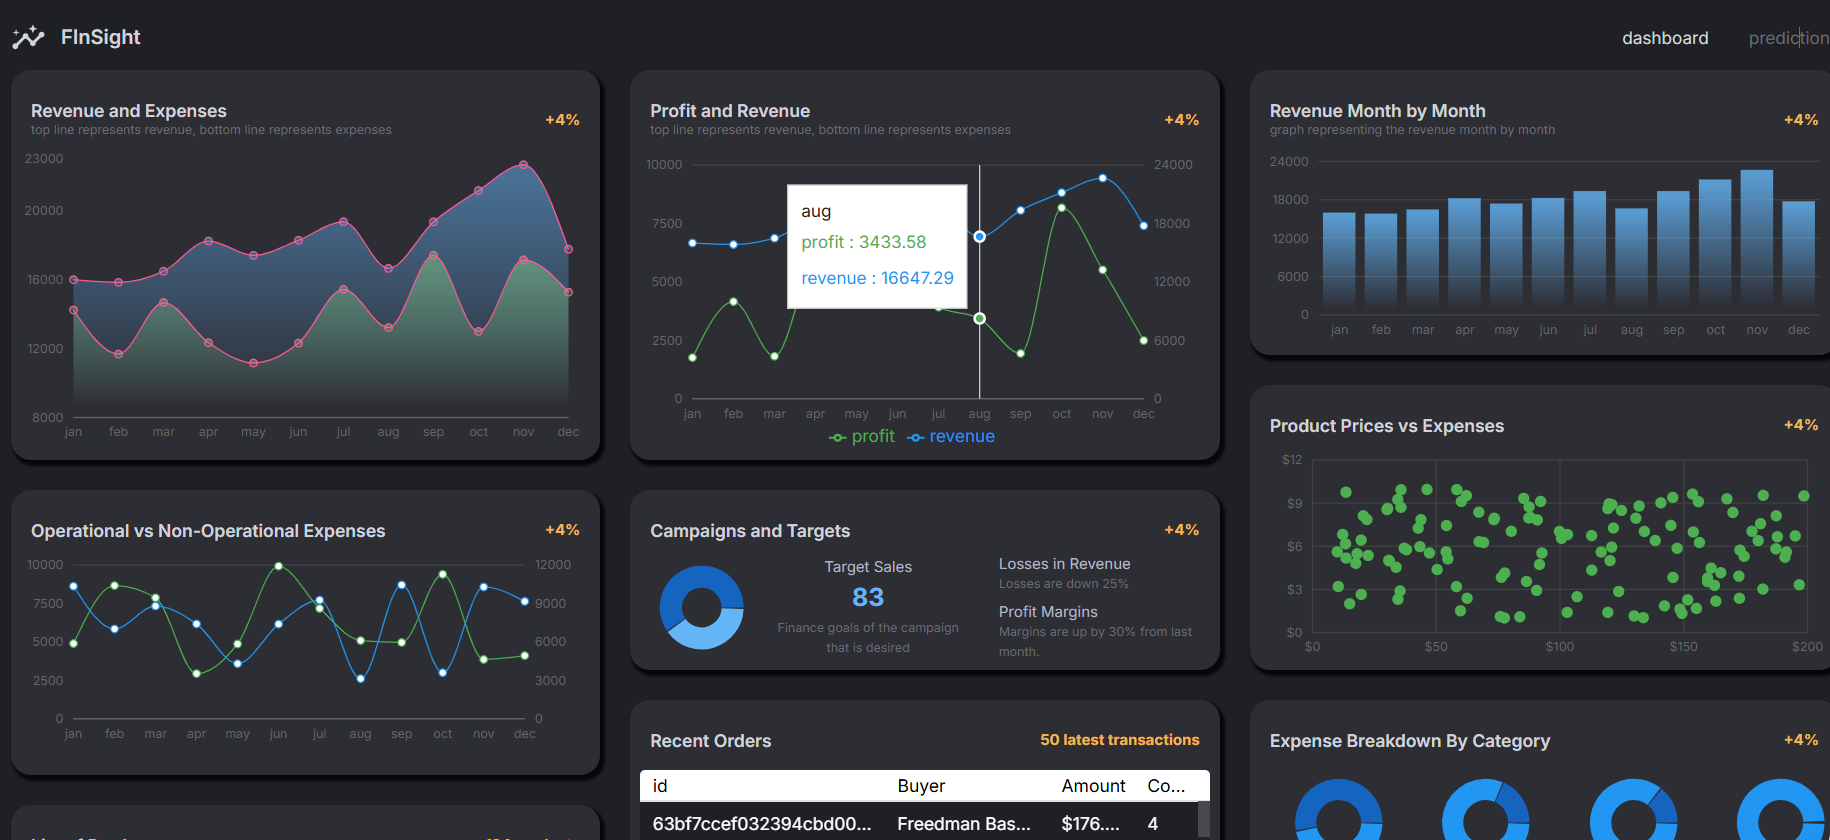 FInSight
dashboard
prediction
Revenue and Expenses
top line represents revenue, bottom line represents expenses
+4%
23000
20000
16000
12000
8000
jan feb mar apr may jun jul aug sep oct nov dec
Profit and Revenue
top line represents revenue, bottom line represents expenses
+4%
10000
7500
5000
2500
0
24000
18000
12000
6000
0
aug
profit : 3433.58
revenue : 16647.29
jan feb mar apr may jun jul aug sep oct nov dec
profit revenue
Revenue Month by Month
graph representing the revenue month by month
+4%
24000
18000
12000
6000
0
jan feb mar apr may jun jul aug sep oct nov dec
Operational vs Non-Operational Expenses
+4%
10000
7500
5000
2500
0
12000
9000
6000
3000
0
jan feb mar apr may jun jul aug sep oct nov dec
Campaigns and Targets
+4%
Target Sales
83
Finance goals of the campaign
that is desired
Losses in Revenue
Losses are down 25%
Profit Margins
Margins are up by 30% from last
month.
Product Prices vs Expenses
+4%
$12
$9
$6
$3
$0
$0 $50 $100 $150 $200
Recent Orders
50 latest transactions
id Buyer Amount Co...
63bf7ccef032394cbd00... Freedman Bas... $176.... 4
Expense Breakdown By Category
+4%